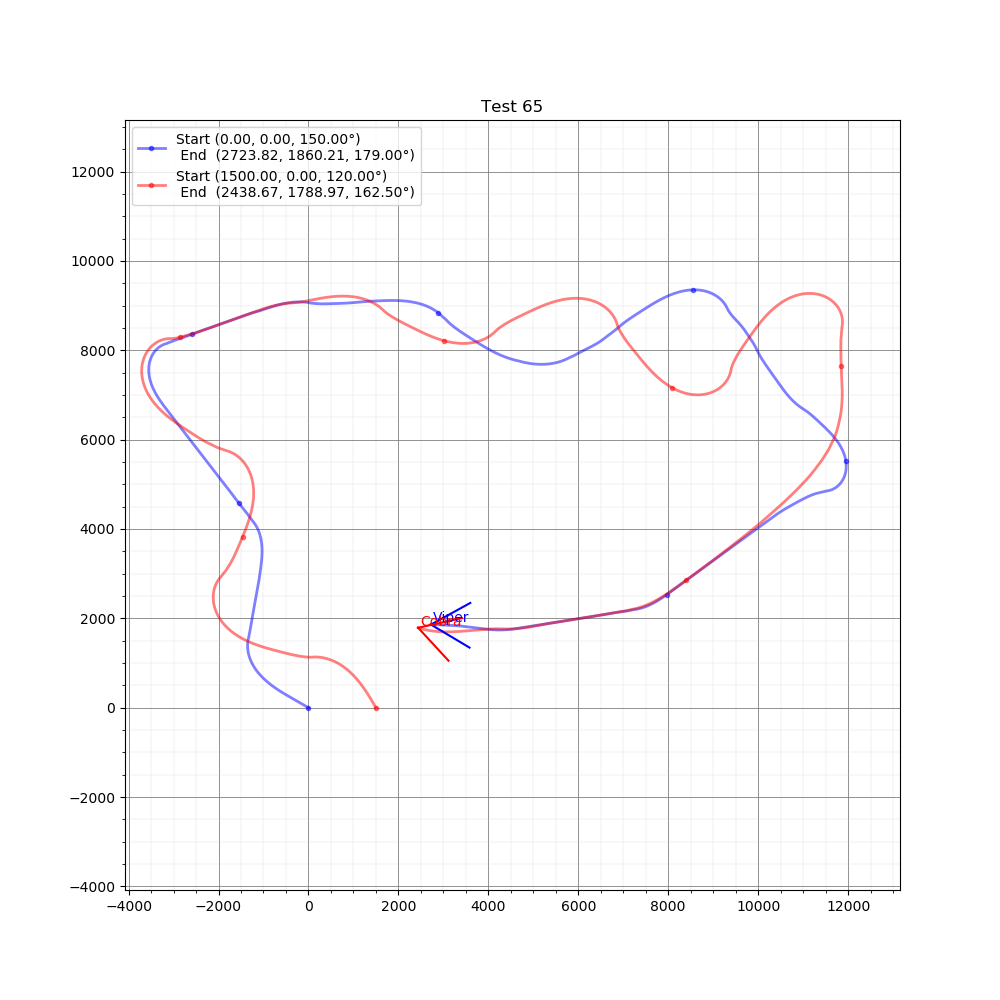 Test 65
Start (0.00, 0.00, 150.00°)
End (2723.82, 1860.21, 179.00°)
Start (1500.00, 0.00, 120.00°)
End (2438.67, 1788.97, 162.50°)
12000
10000
8000
6000
4000
2000
0
−2000
−4000
Viper
Cobra
−4000 −2000 0 2000 4000 6000 8000 10000 12000